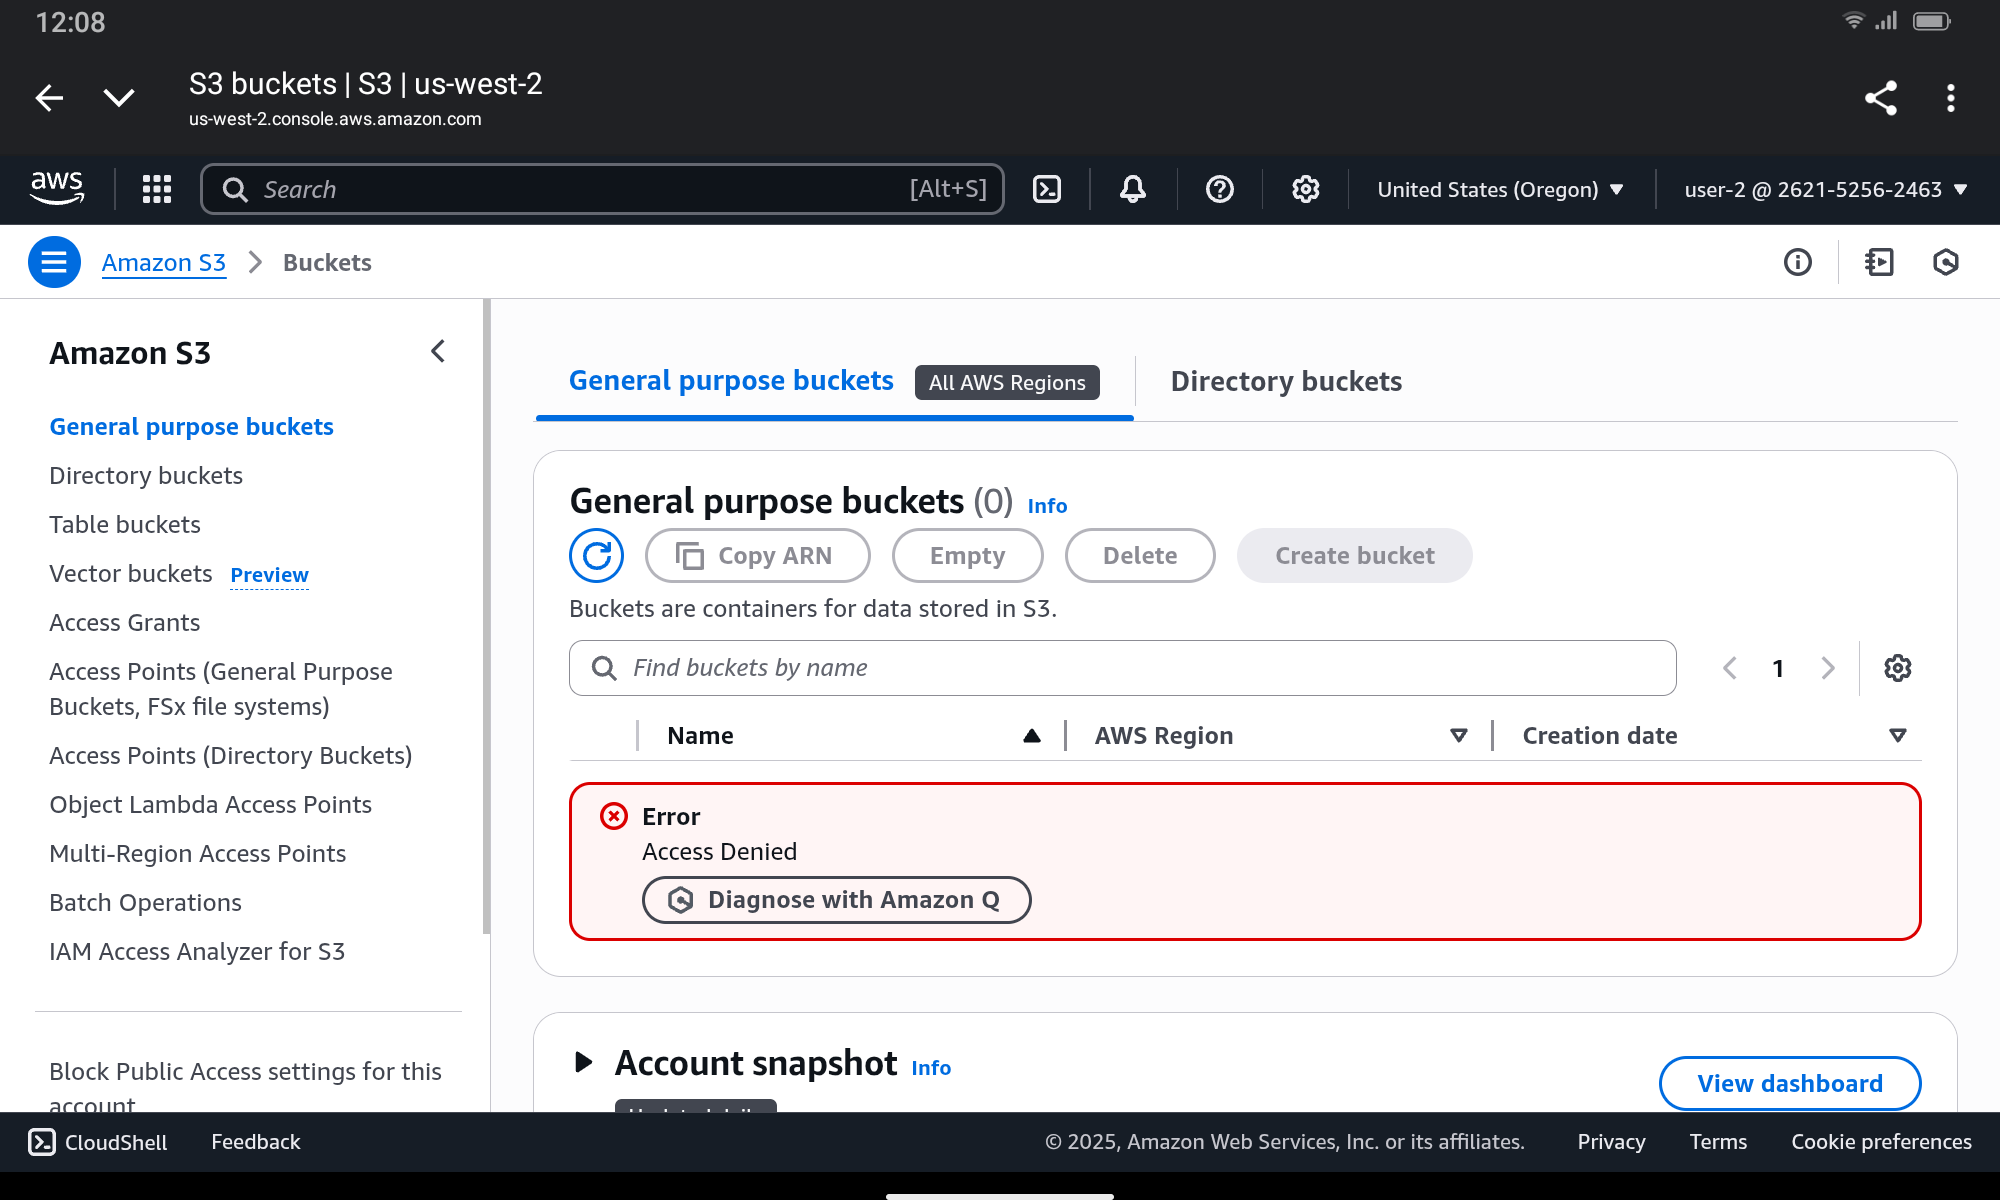 12:08
S3 buckets | S3 | us-west-2
us-west-2.console.aws.amazon.com
aws
Search
[Alt+S]
United States (Oregon)
user-2 @ 2621-5256-2463
Amazon S3
Buckets
Amazon S3
General purpose buckets
Directory buckets
Table buckets
Vector buckets Preview
Access Grants
Access Points (General Purpose
Buckets, FSx file systems)
Access Points (Directory Buckets)
Object Lambda Access Points
Multi-Region Access Points
Batch Operations
IAM Access Analyzer for S3
Block Public Access settings for this
account
General purpose buckets All AWS Regions
Directory buckets
General purpose buckets (0) Info
Copy ARN
Empty
Delete
Create bucket
Buckets are containers for data stored in S3.
Find buckets by name
1
Name
AWS Region
Creation date
Error
Access Denied
Diagnose with Amazon Q
Account snapshot Info
View dashboard
CloudShell
Feedback
© 2025, Amazon Web Services, Inc. or its affiliates.
Privacy
Terms
Cookie preferences